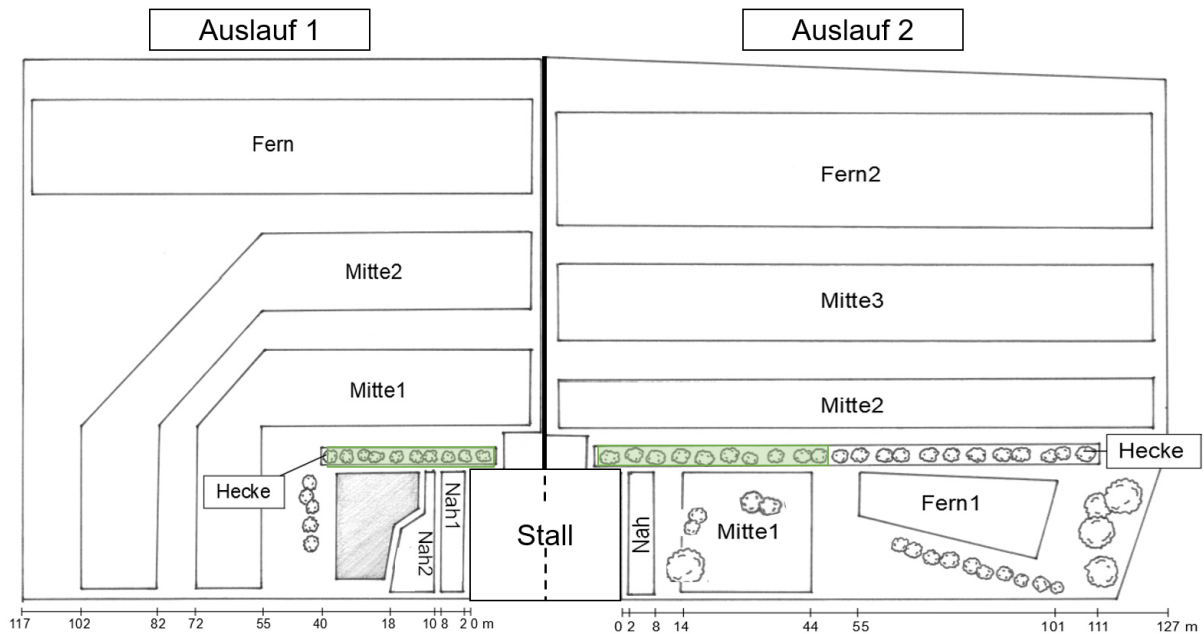 Auslauf 1
Auslauf 2
Fern
Fern2
Mitte2
Mitte3
Mitte1
Mitte2
Hecke
Hecke
Nah1
Nah2
Stall
Nah
Mitte1
Fern1
117 102 82 72 55 40 18 10 8 2 0 m
0 2 8 14 44 55 101 111 127 m